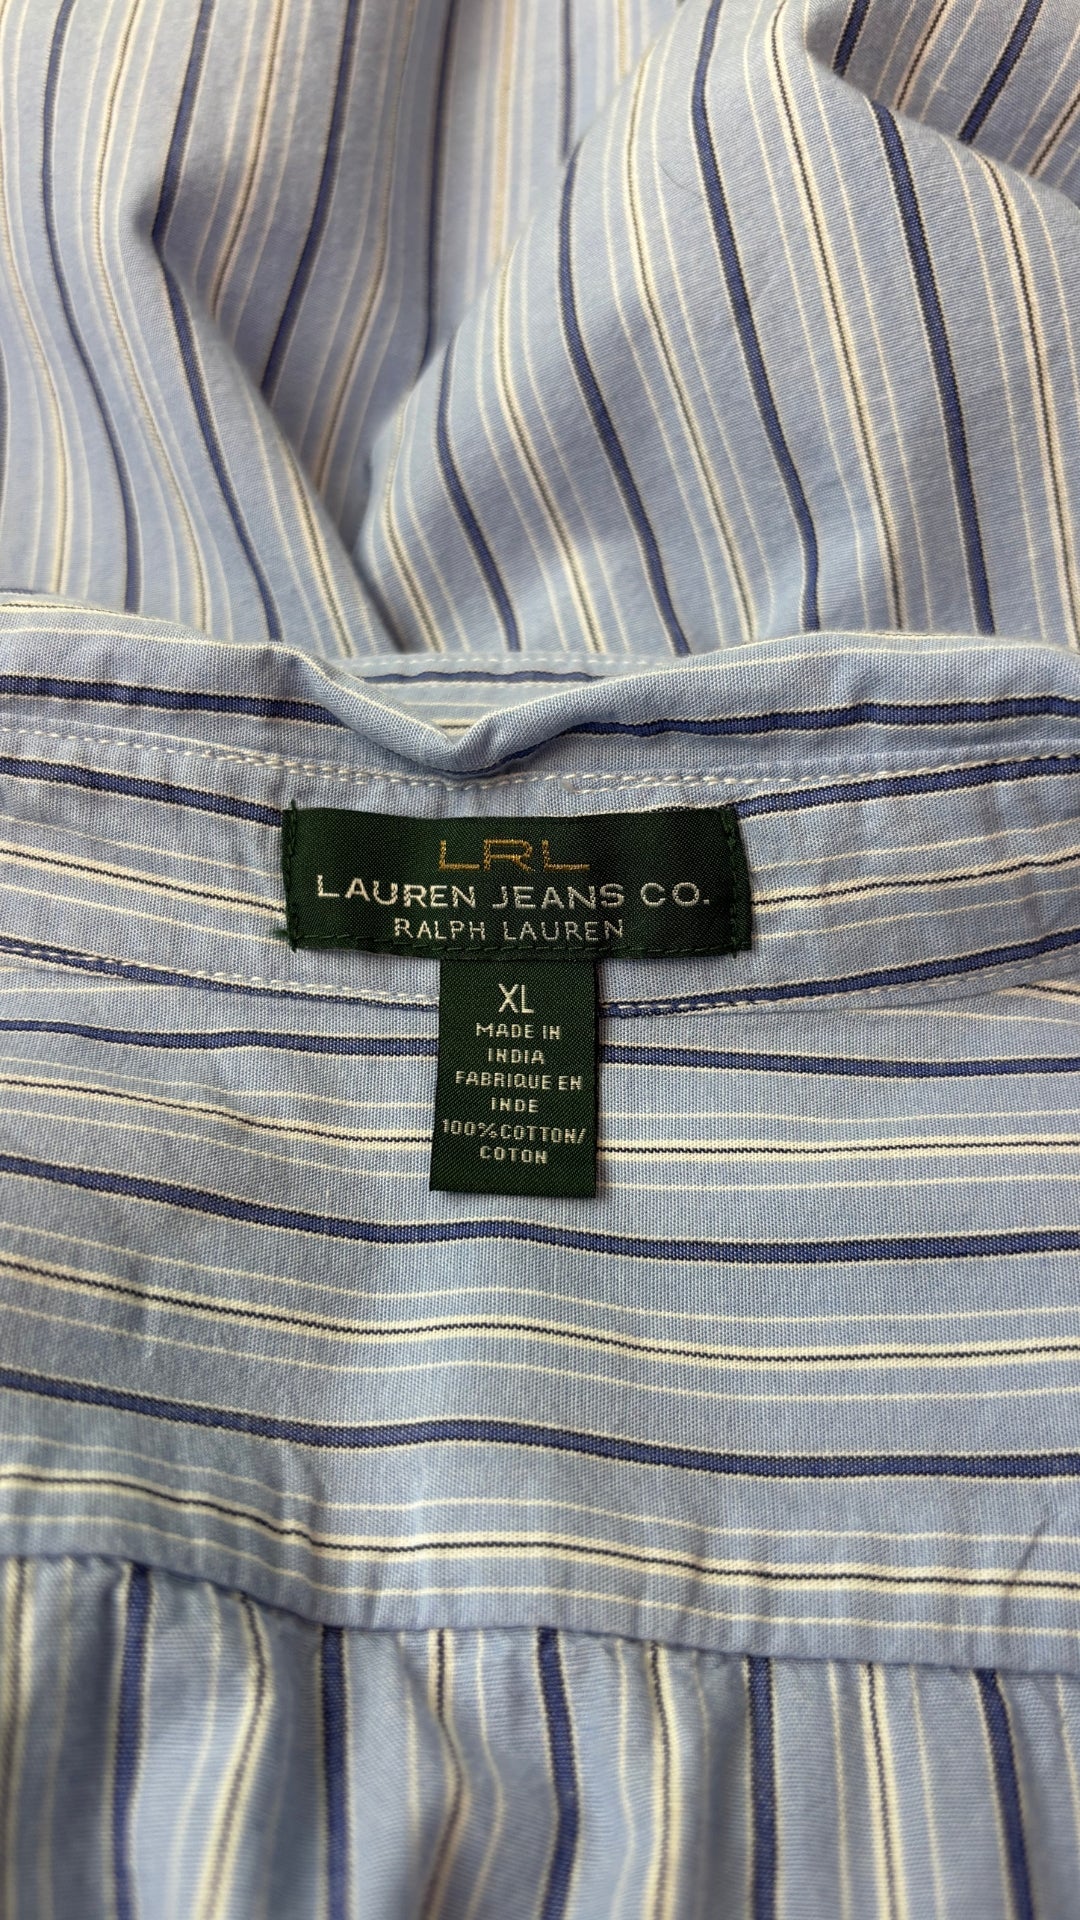 LRL
LAUREN JEANS CO.
RALPH LAUREN
XL
MADE IN
INDIA
FABRIQUE EN
INDE
100%COTTON/
COTON